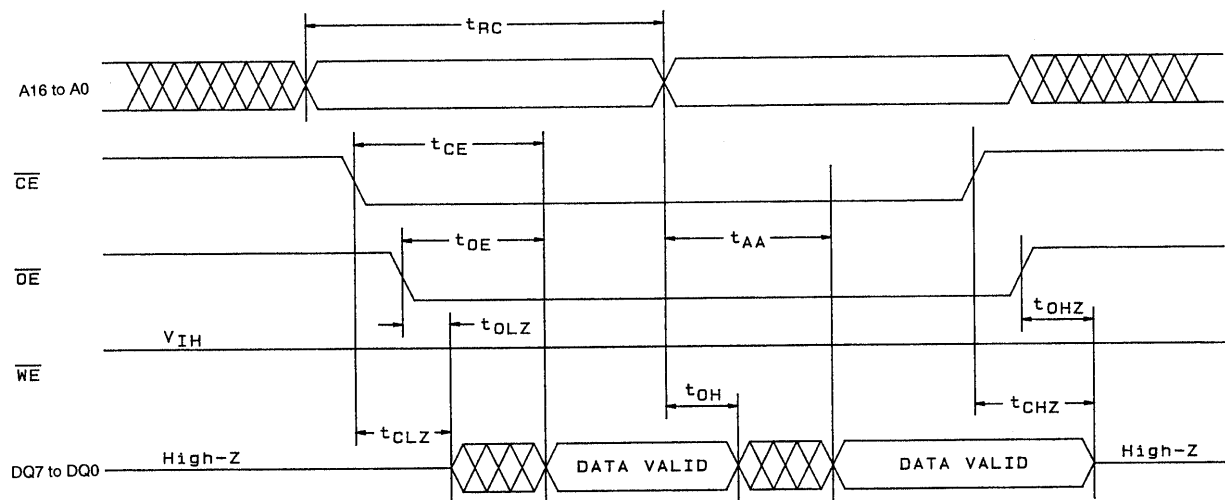 tRC
A16 to A0
tCE
CE
tOE
tAA
OE
tOHZ
tOLZ
VIH
WE
tOH
tCHZ
tCLZ
DQ7 to DQ0 High-Z DATA VALID DATA VALID High-Z